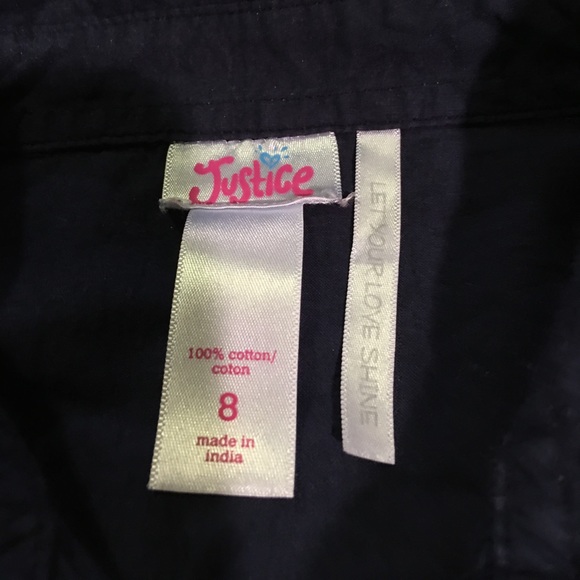 Justice
100% cotton/
coton
8
made in
india
LET YOUR LOVE SHINE